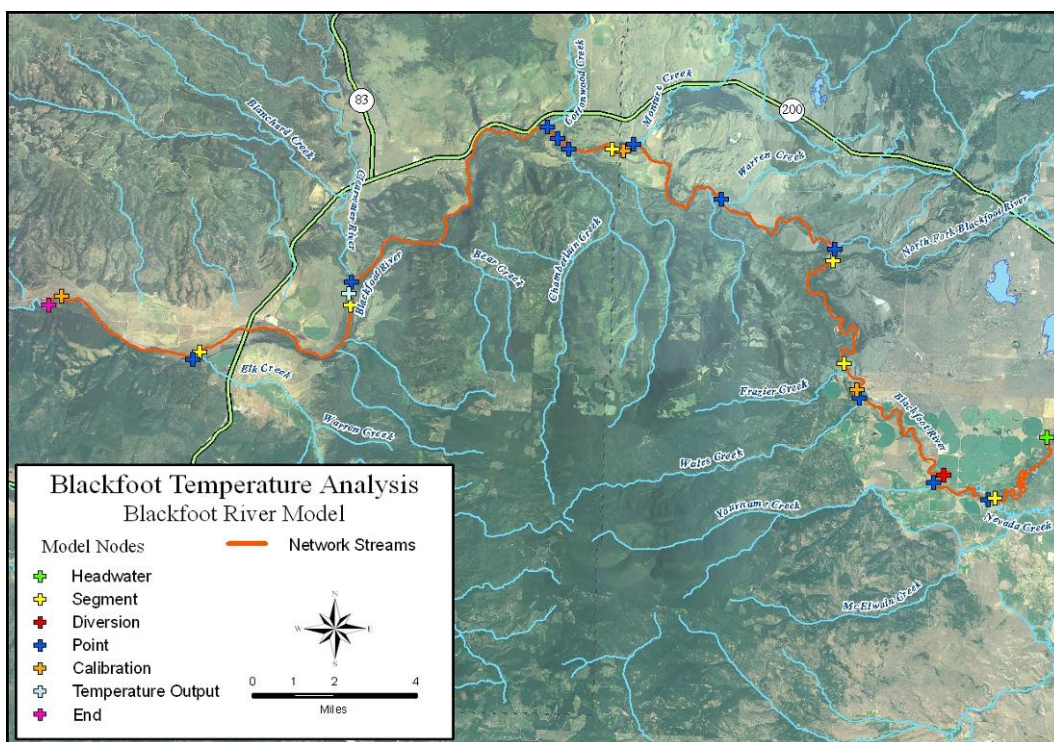 83
200
Cottonwood Creek
Monture Creek
Blanchard Creek
Clearwater River
Warren Creek
North Fork Blackfoot River
Blackfoot River
Bear Creek
Chamberlain Creek
Elk Creek
Warren Creek
Frazier Creek
Blackfoot River
Wales Creek
Yourname Creek
Nevada Creek
McElwain Creek
Blackfoot Temperature Analysis
Blackfoot River Model
Model Nodes
Network Streams
Headwater
Segment
Diversion
Point
Calibration
Temperature Output
End
N
W E
S
0 1 2 4
Miles